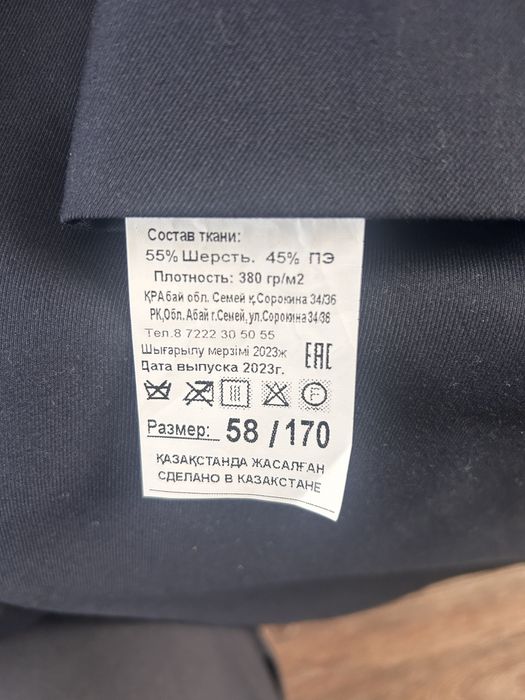 Состав ткани:
55% Шерсть. 45% ПЭ
Плотность: 380 гр/м2
ҚРАбай обл. Семей қ.Сорокина 34/36
РК,Обл. Абай г.Семей,ул.Сорокина 34/36
Тел.8 7222 30 50 55
Шығарылу мерзімі 2023ж
Дата выпуска 2023г.
ЕАС
F
Размер: 58 / 170
ҚАЗАҚСТАНДА ЖАСАЛҒАН
СДЕЛАНО В КАЗАХСТАНЕ